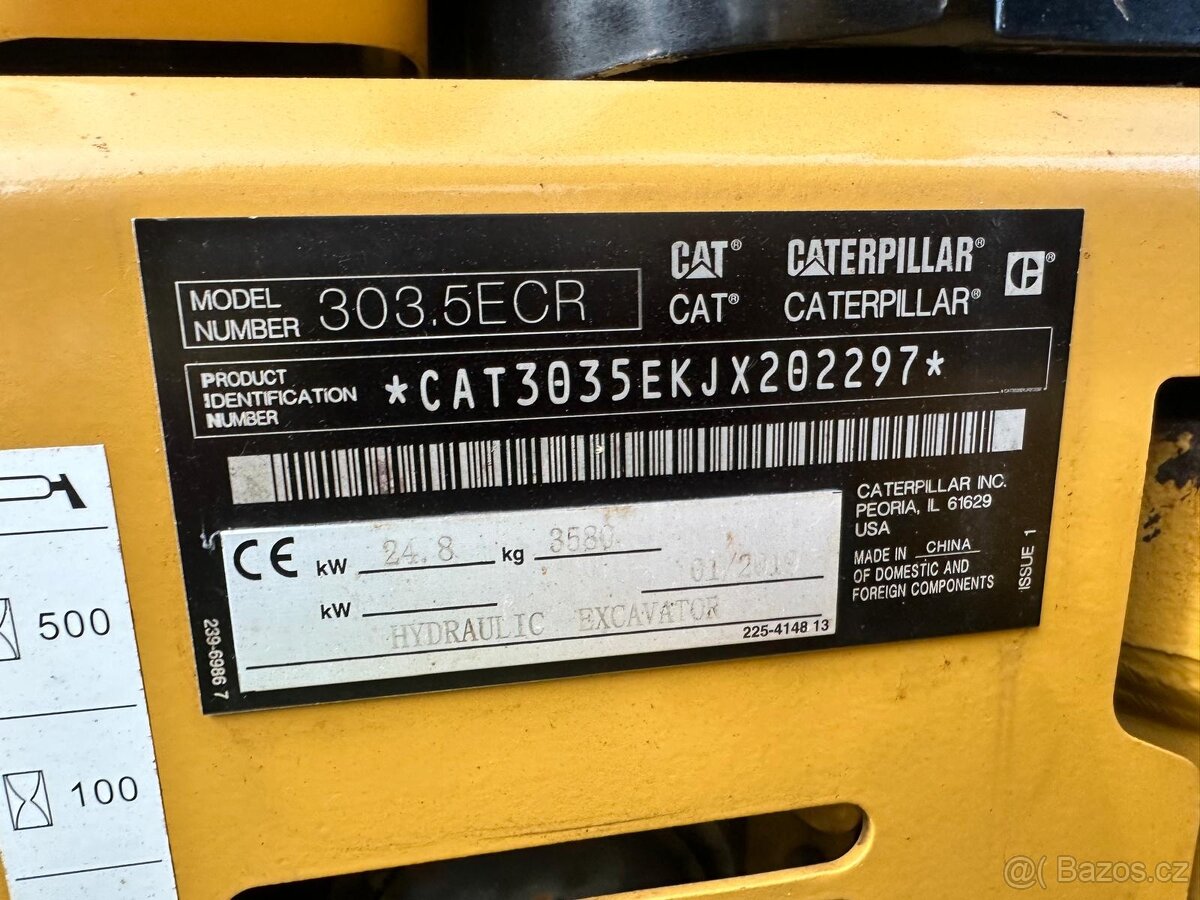 CAT® CATERPILLAR® ®
CAT® CATERPILLAR®
MODEL
NUMBER 303.5ECR
PRODUCT
IDENTIFICATION
NUMBER
*CAT3035EKJX202297*
CATERPILLAR INC.
PEORIA, IL 61629
USA
MADE IN CHINA
OF DOMESTIC AND
FOREIGN COMPONENTS
ISSUE 1
CE kW 24.8 kg 3580
01/2019
kW
HYDRAULIC EXCAVATOR
225-4148 13
239-6986 7
500
100
@( Bazos.cz